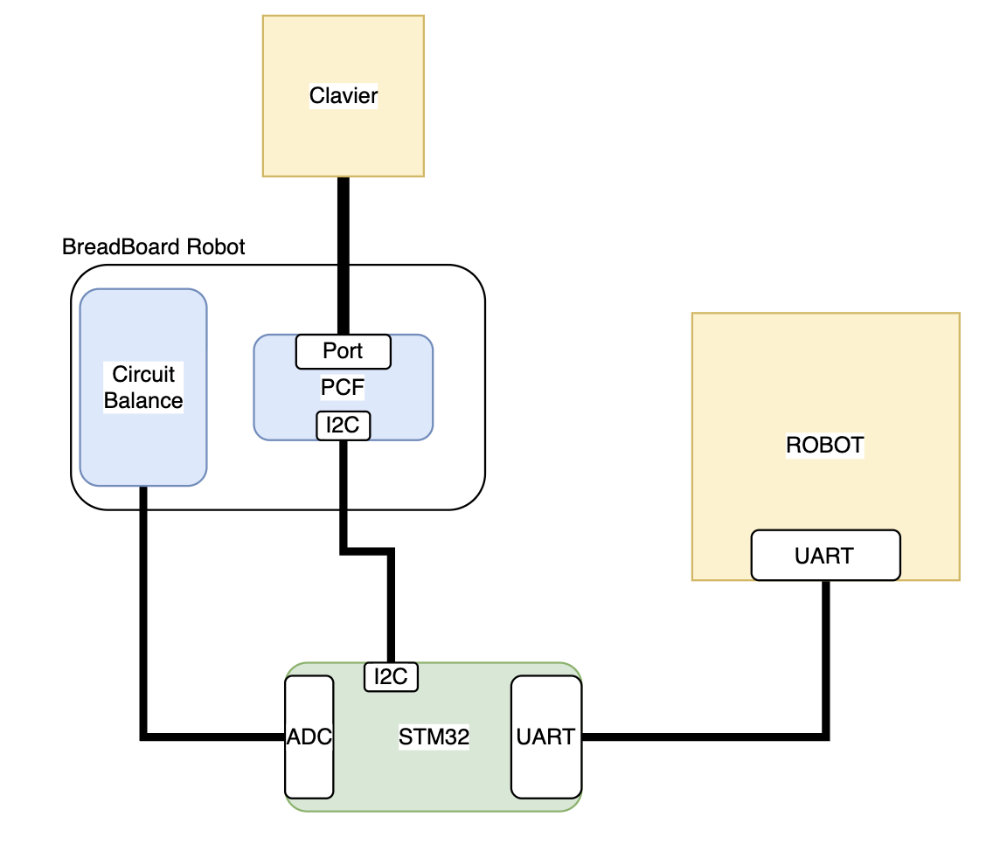 Clavier
BreadBoard Robot
Port
Circuit
Balance
PCF
I2C
ROBOT
UART
I2C
ADC
STM32
UART